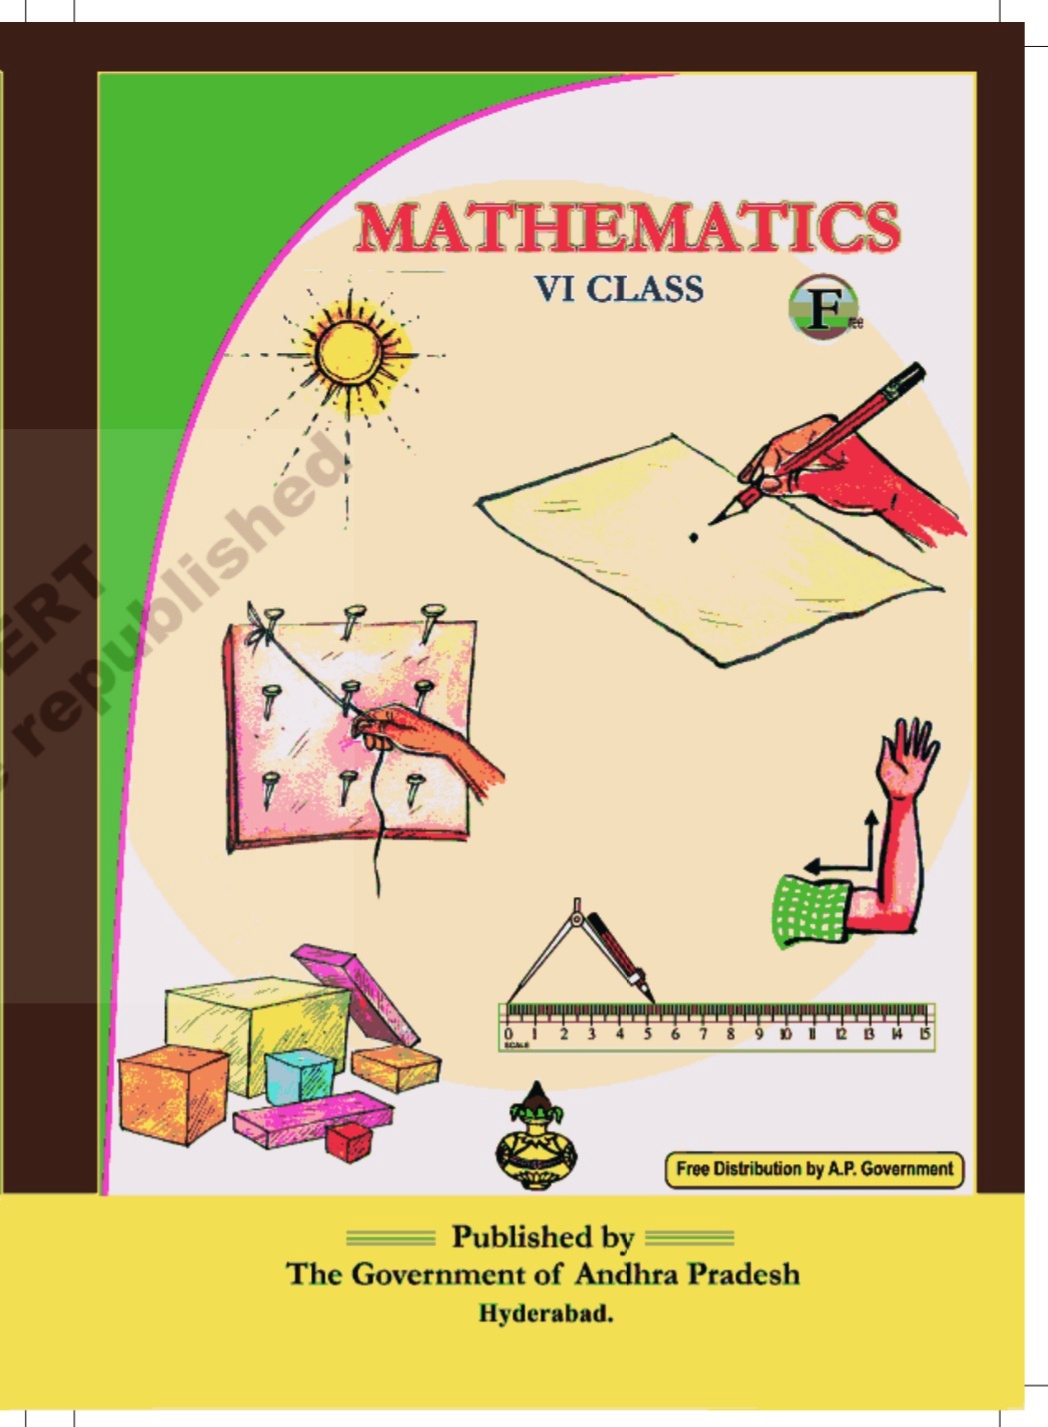 MATHEMATICS
VI CLASS
Free
ERT
republished
0 1 2 3 4 5 6 7 8 9 10 11 12 13 14 15
SCALE
Free Distribution by A.P. Government
Published by
The Government of Andhra Pradesh
Hyderabad.